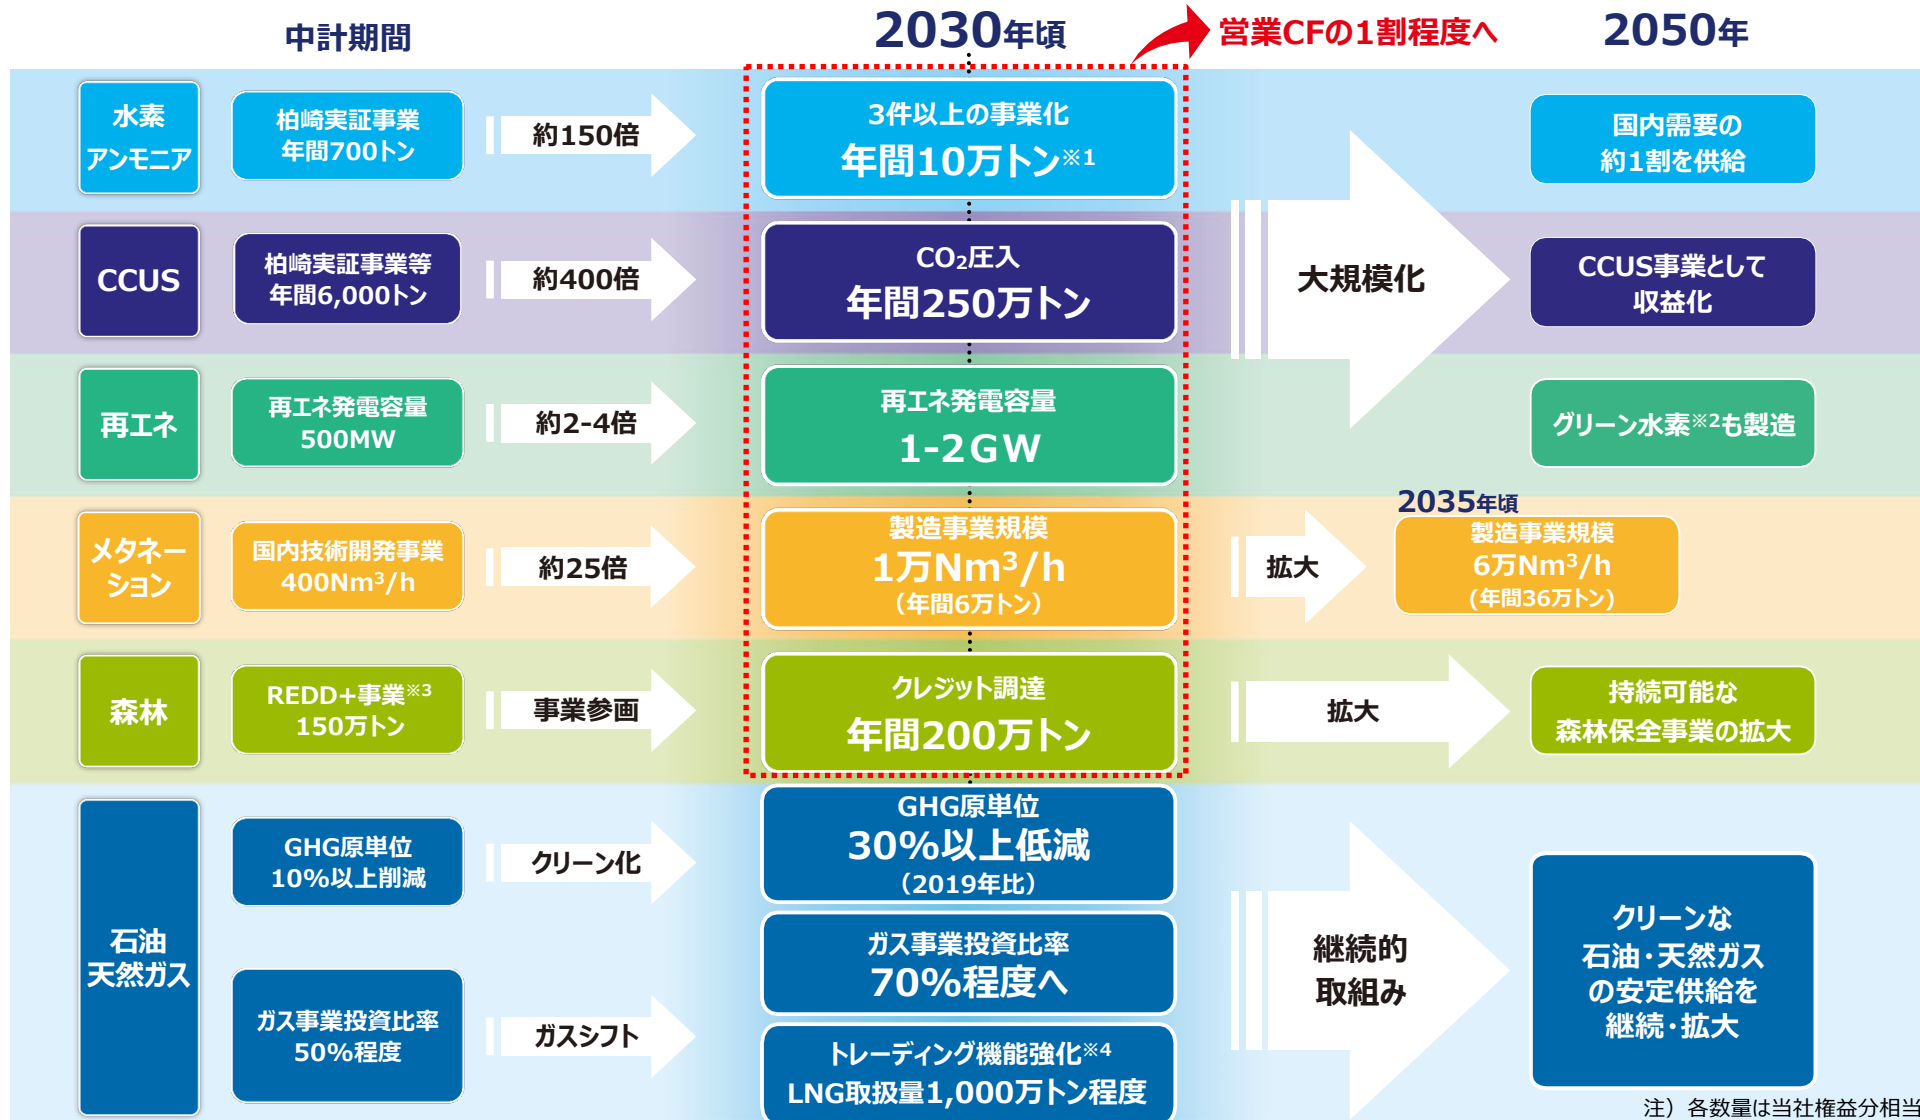 中計期間
2030年頃
営業CFの1割程度へ
2050年
水素
アンモニア
柏崎実証事業
年間700トン
約150倍
3件以上の事業化
年間10万トン※1
国内需要の
約1割を供給
CCUS
柏崎実証事業等
年間6,000トン
約400倍
CO₂圧入
年間250万トン
大規模化
CCUS事業として
収益化
再エネ
再エネ発電容量
500MW
約2-4倍
再エネ発電容量
1-2GW
グリーン水素※2も製造
メタネー
ション
国内技術開発事業
400Nm³/h
約25倍
製造事業規模
1万Nm³/h
（年間6万トン）
拡大
2035年頃
製造事業規模
6万Nm³/h
(年間36万トン)
森林
REDD+事業※3
150万トン
事業参画
クレジット調達
年間200万トン
拡大
持続可能な
森林保全事業の拡大
石油
天然ガス
GHG原単位
10%以上削減
クリーン化
GHG原単位
30%以上低減
（2019年比）
ガス事業投資比率
50%程度
ガスシフト
ガス事業投資比率
70%程度へ
トレーディング機能強化※4
LNG取扱量1,000万トン程度
継続的
取組み
クリーンな
石油・天然ガス
の安定供給を
継続・拡大
注）各数量は当社権益分相当